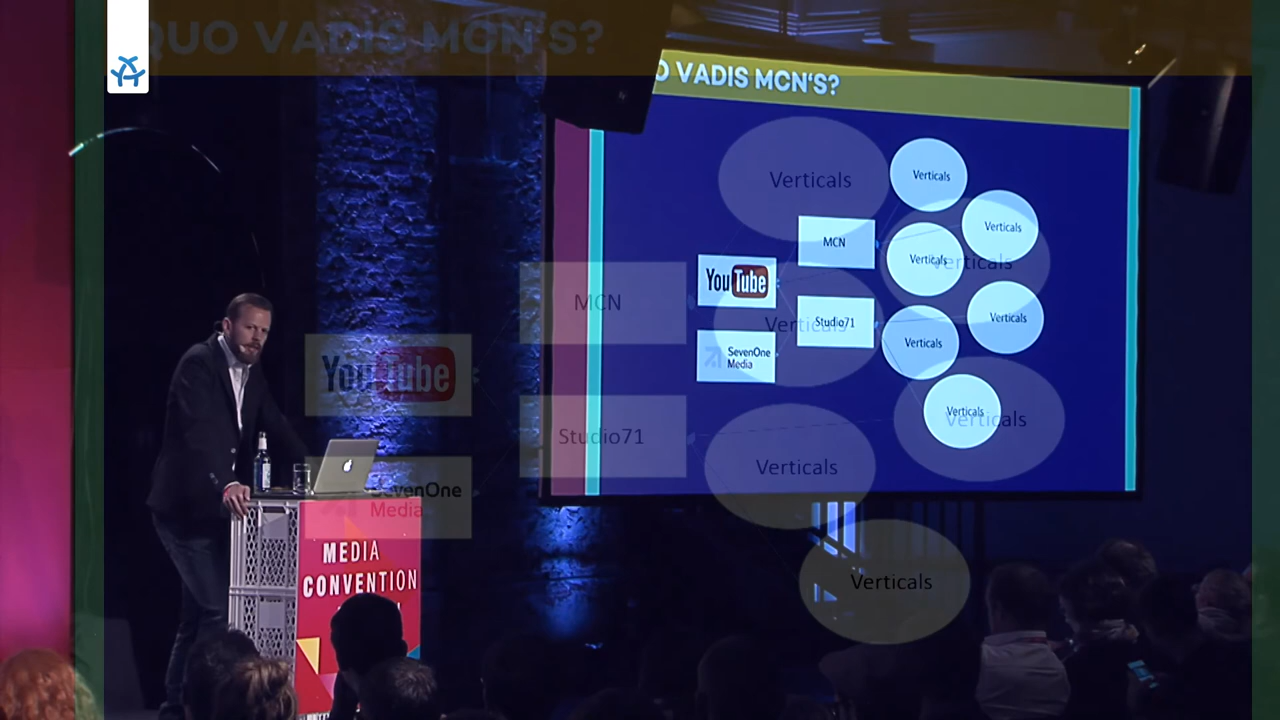 QUO VADIS MCN'S?
O VADIS MCN'S?
Verticals
Verticals
Verticals
MCN
Verticals
Verticals
MCN
YouTube
Verticals
Studio71
Verticals
Verticals
SevenOne
Media
YouTube
Verticals
Verticals
Studio71
Verticals
SevenOne
Media
Verticals
MEDIA
CONVENTION